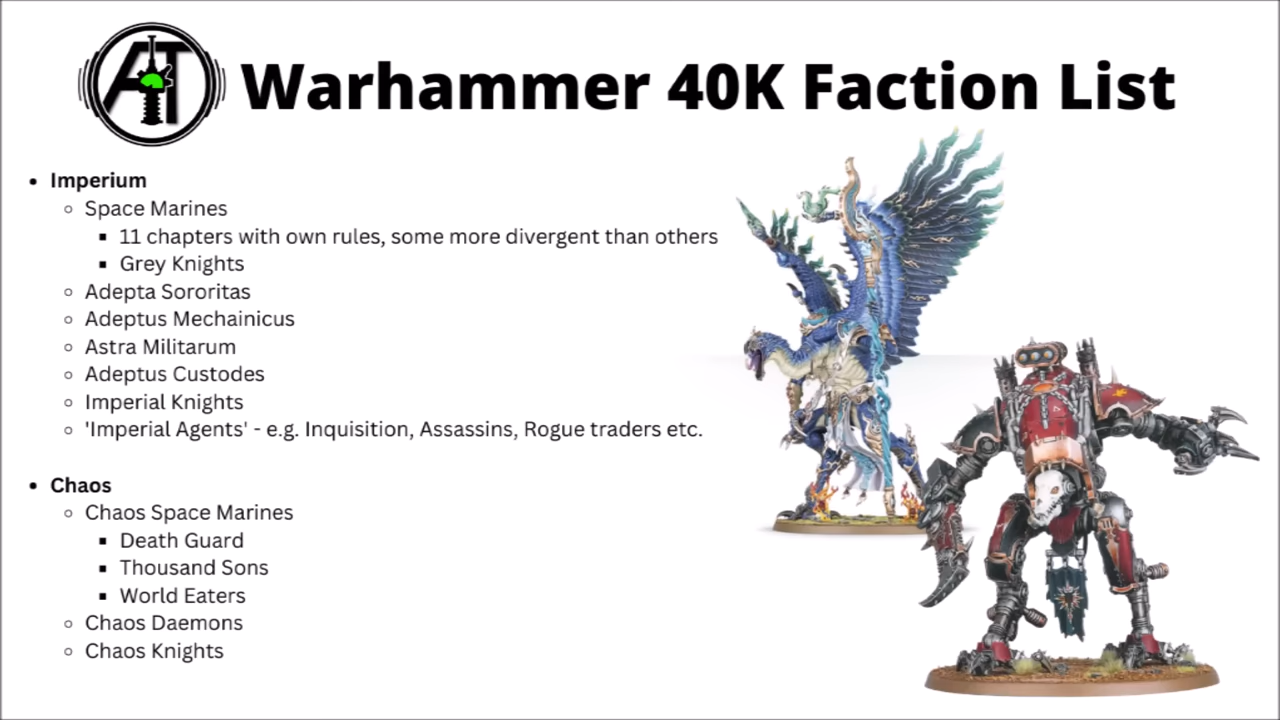 AT
Warhammer 40K Faction List
• Imperium
◦ Space Marines
▪ 11 chapters with own rules, some more divergent than others
▪ Grey Knights
◦ Adepta Sororitas
◦ Adeptus Mechainicus
◦ Astra Militarum
◦ Adeptus Custodes
◦ Imperial Knights
◦ 'Imperial Agents' - e.g. Inquisition, Assassins, Rogue traders etc.
• Chaos
◦ Chaos Space Marines
▪ Death Guard
▪ Thousand Sons
▪ World Eaters
◦ Chaos Daemons
◦ Chaos Knights